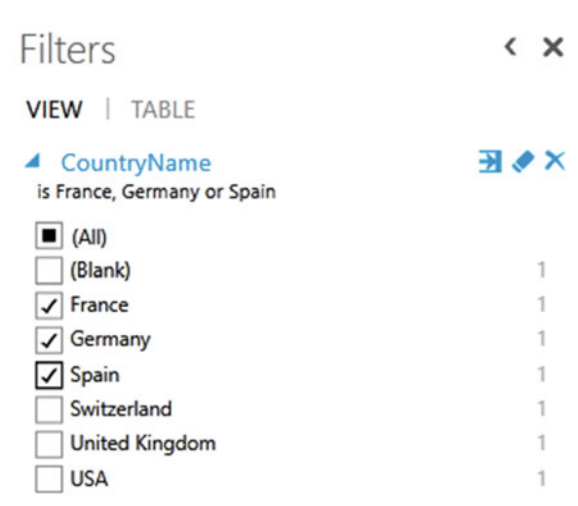 Filters
VIEW | TABLE
CountryName
is France, Germany or Spain
(All)
(Blank) 1
France 1
Germany 1
Spain 1
Switzerland 1
United Kingdom 1
USA 1